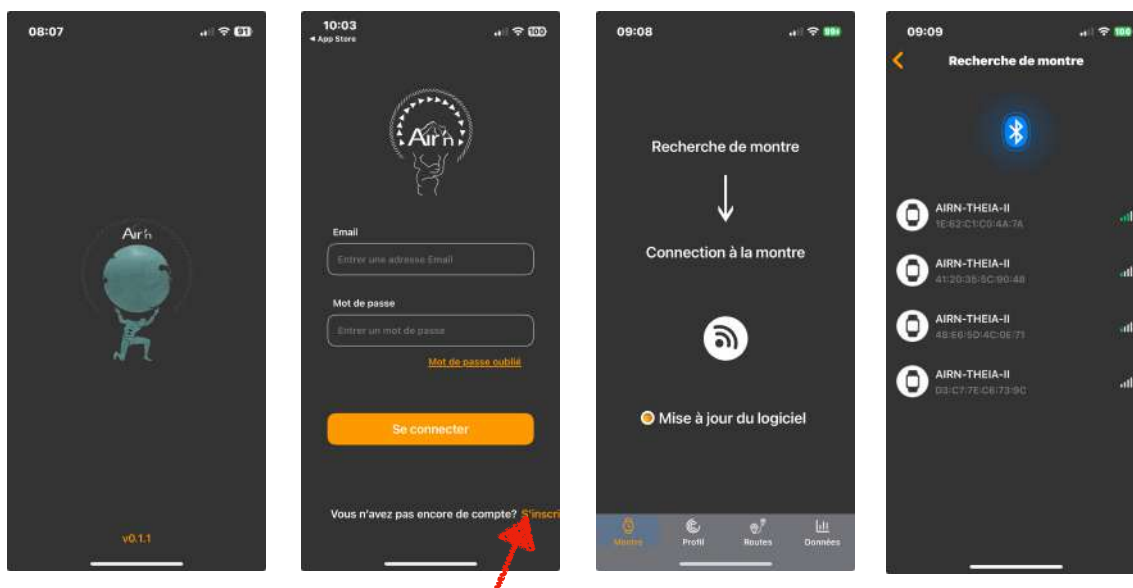 08:07
91
Air'n
v0.1.1
10:03
100
App Store
Air'n
Email
Entrer une adresse Email
Mot de passe
Entrer un mot de passe
Mot de passe oublié
Se connecter
Vous n'avez pas encore de compte? S'inscri
09:08
Recherche de montre
Connection à la montre
Mise à jour du logiciel
Montre
Profil
Routes
Données
09:09
100
Recherche de montre
AIRN-THEIA-II
1E:62:C1:C0:4A:7A
AIRN-THEIA-II
41:20:35:5C:90:48
AIRN-THEIA-II
48:E6:5D:4C:0E:71
AIRN-THEIA-II
D3:C7:7E:C6:73:9C